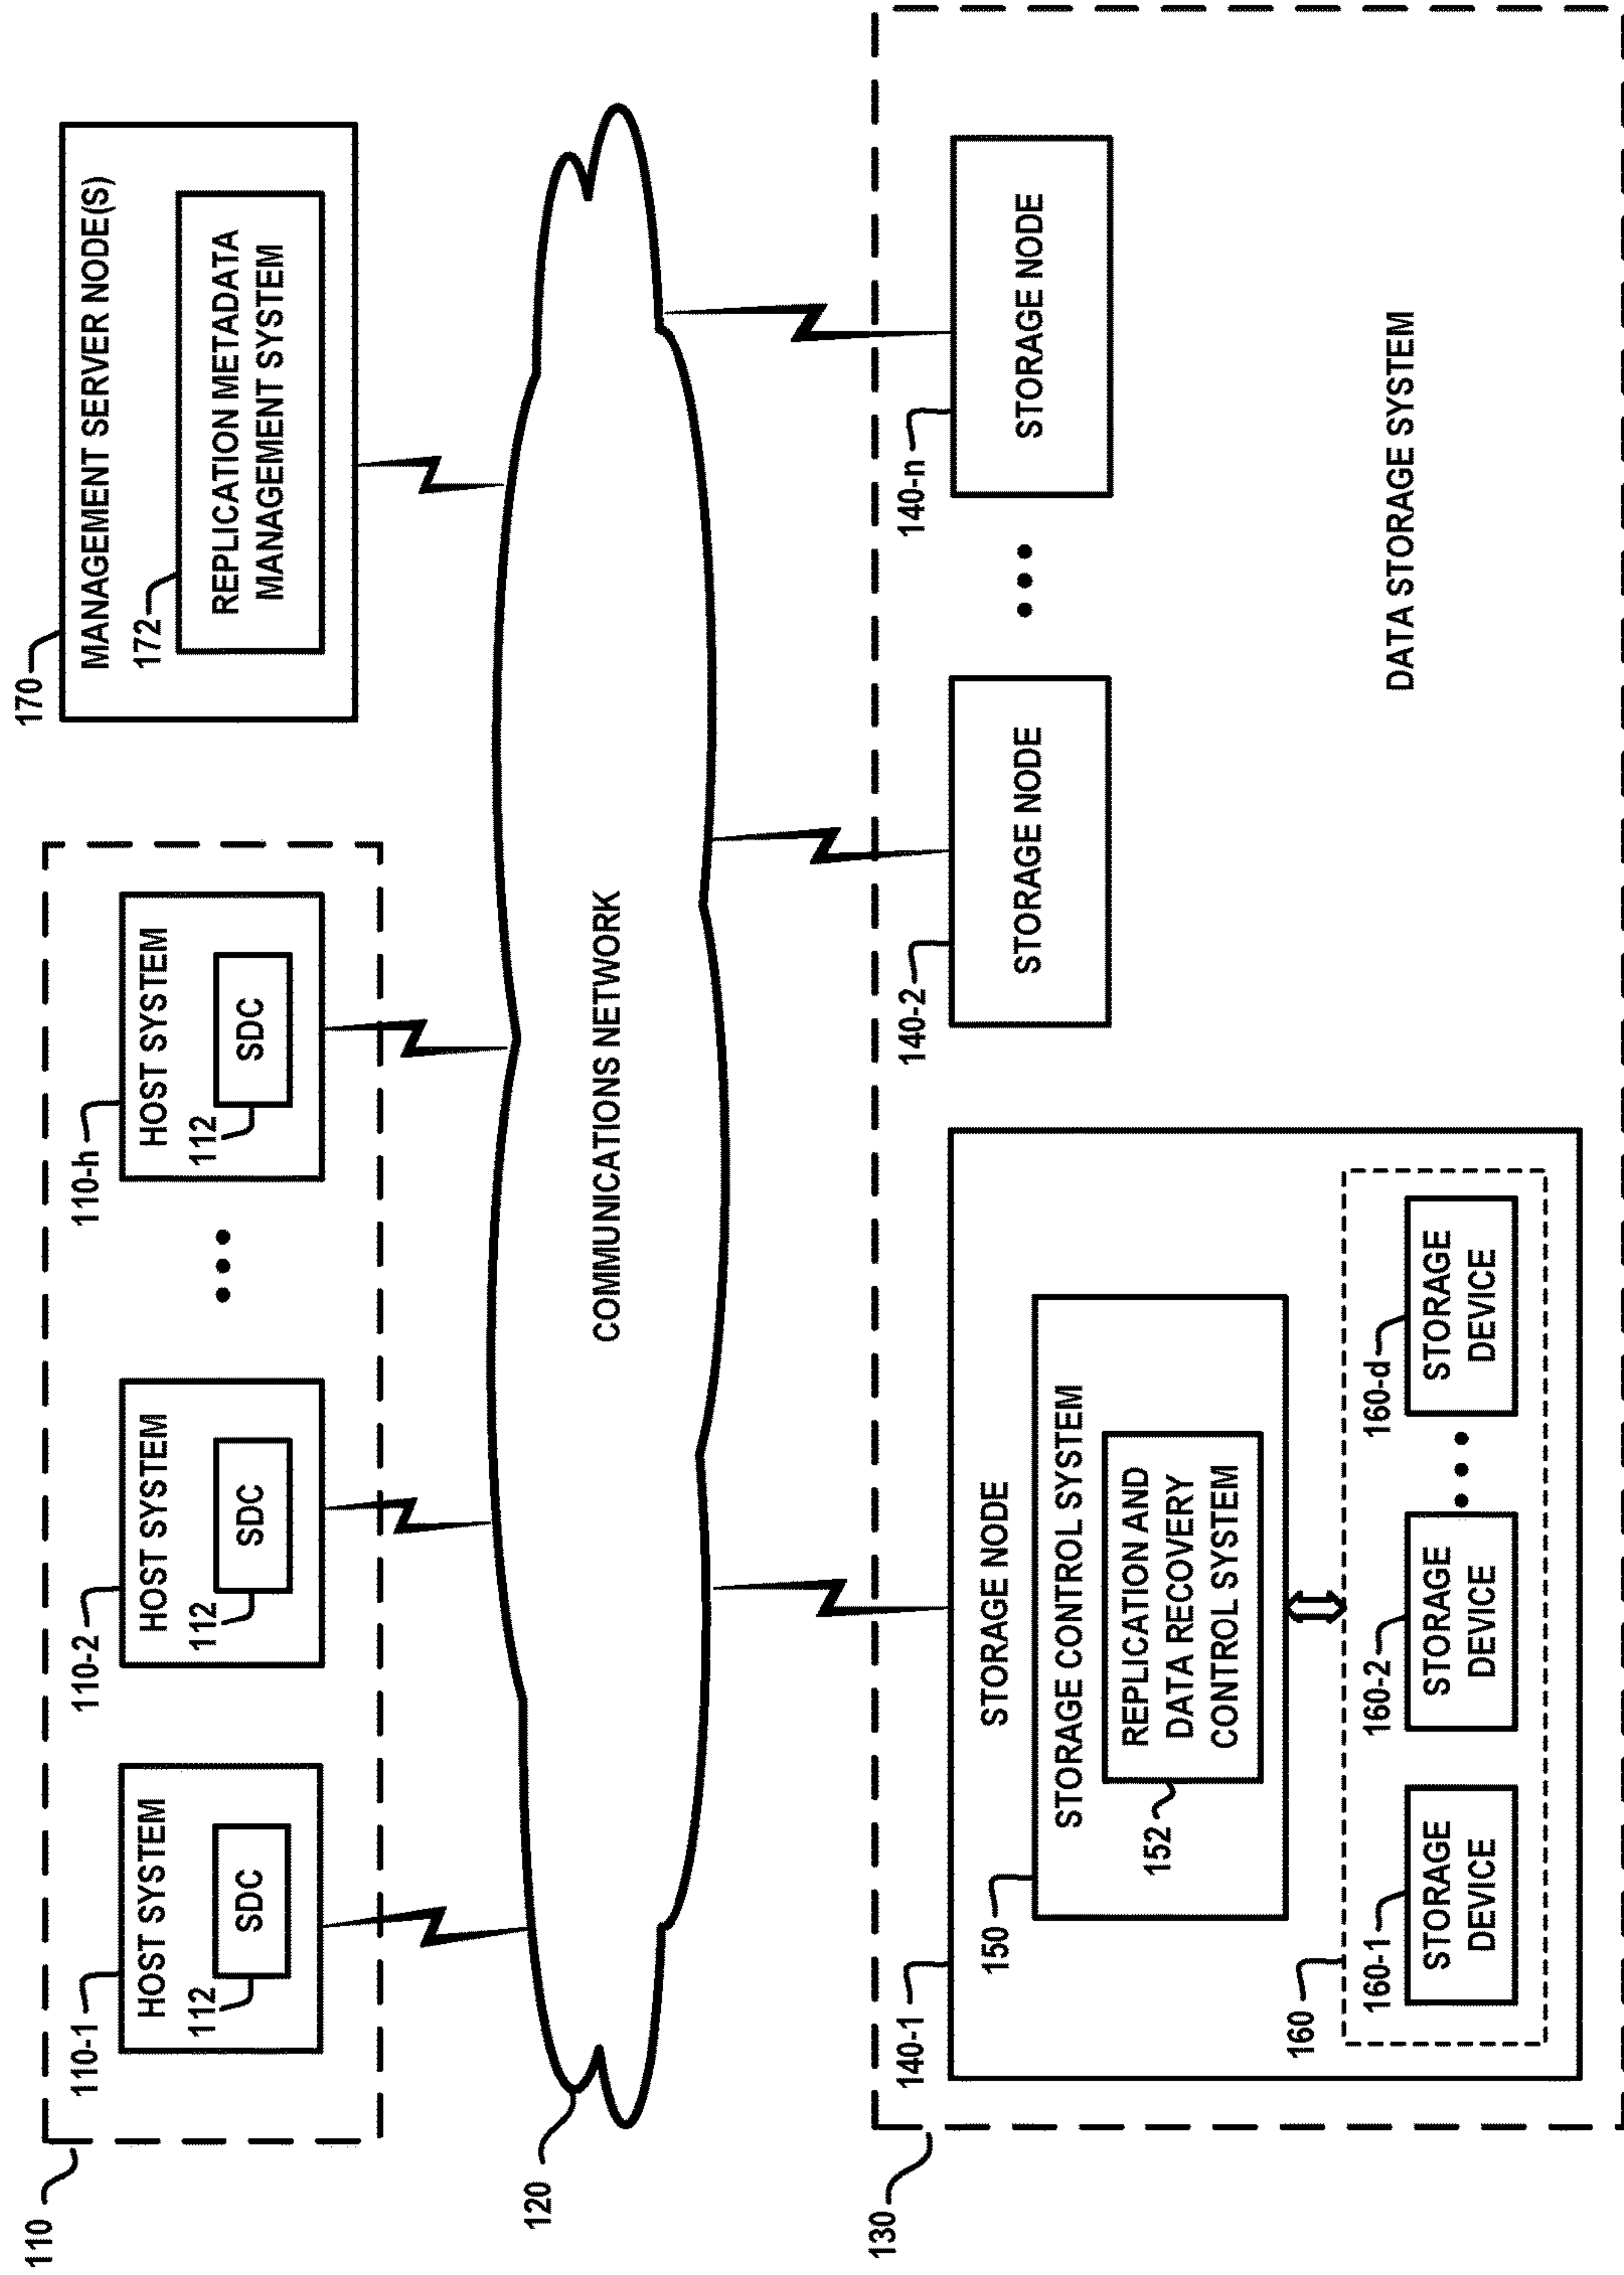 110
110-1
HOST SYSTEM
112
SDC
110-2
HOST SYSTEM
112
SDC
•••
110-h
HOST SYSTEM
112
SDC
170
MANAGEMENT SERVER NODE(S)
172
REPLICATION METADATA
MANAGEMENT SYSTEM
120
COMMUNICATIONS NETWORK
130
140-1
STORAGE NODE
150
STORAGE CONTROL SYSTEM
152
REPLICATION AND
DATA RECOVERY
CONTROL SYSTEM
160
160-1
STORAGE
DEVICE
160-2
STORAGE
DEVICE
•••
160-d
STORAGE
DEVICE
140-2
STORAGE NODE
•••
140-n
STORAGE NODE
DATA STORAGE SYSTEM